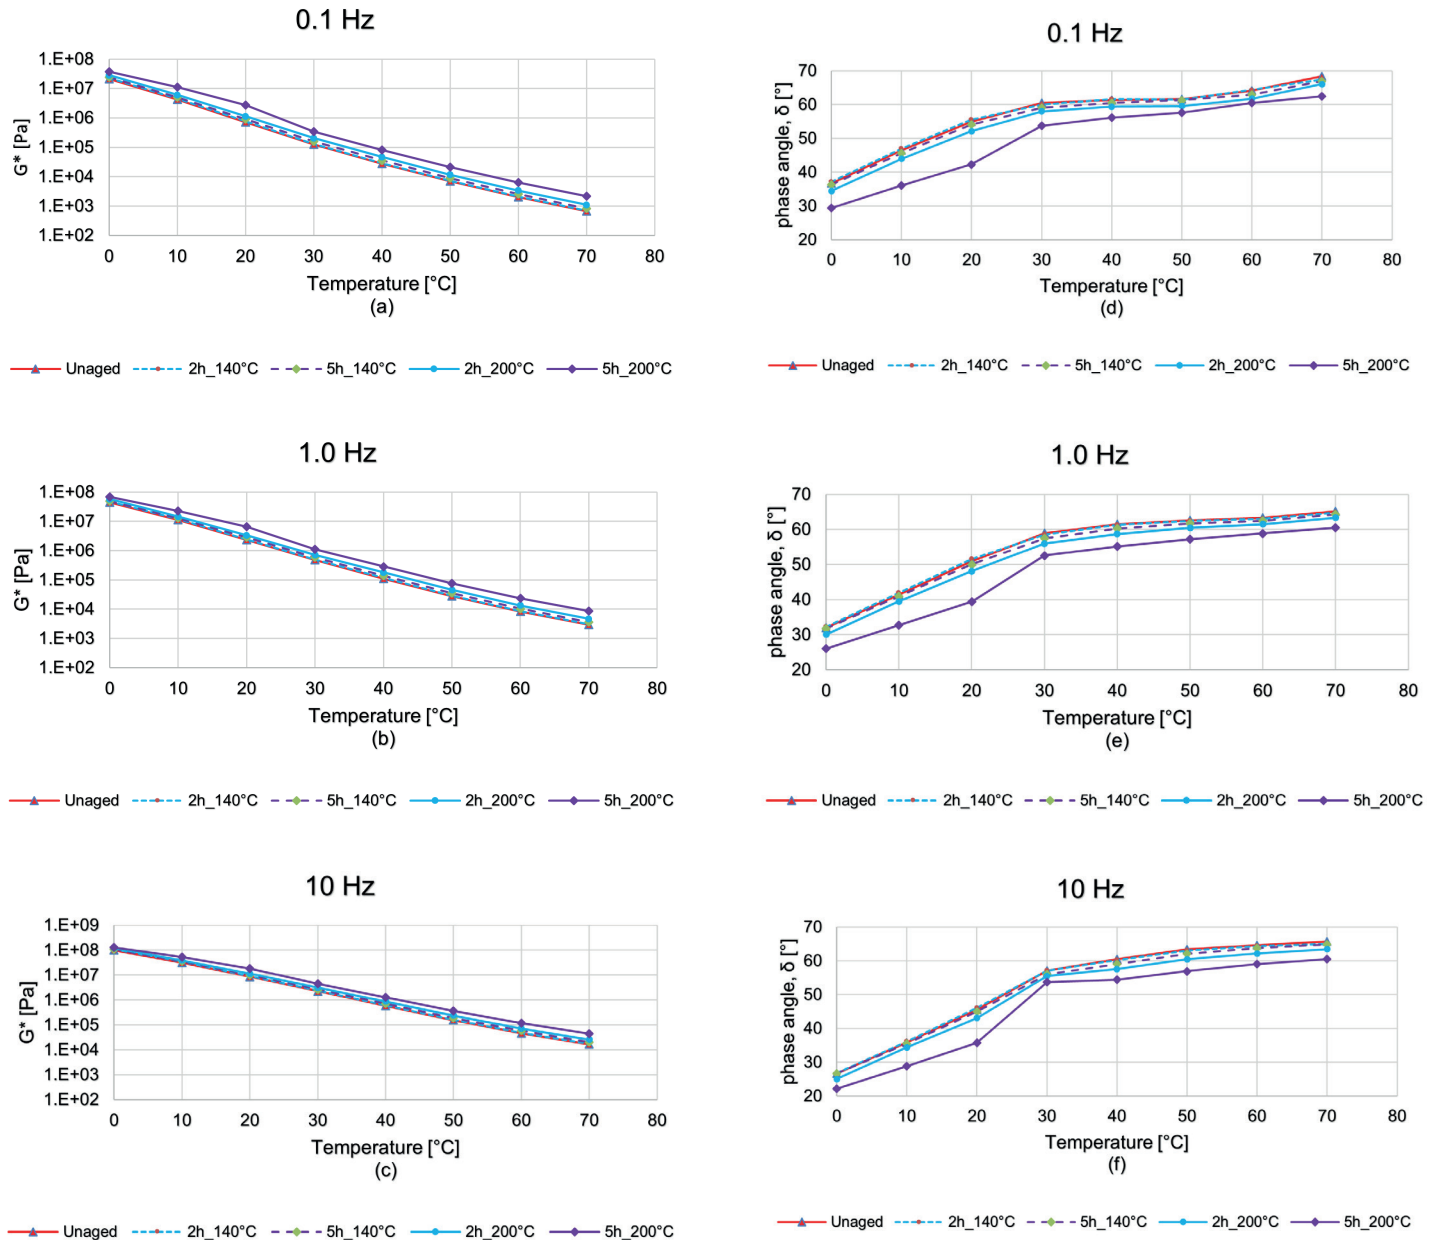 0.1 Hz
G* [Pa]
1.E+08
1.E+07
1.E+06
1.E+05
1.E+04
1.E+03
1.E+02
0 10 20 30 40 50 60 70 80
Temperature [°C]
(a)
Unaged 2h_140°C 5h_140°C 2h_200°C 5h_200°C
0.1 Hz
phase angle, δ [°]
70
60
50
40
30
20
0 10 20 30 40 50 60 70 80
Temperature [°C]
(d)
Unaged 2h_140°C 5h_140°C 2h_200°C 5h_200°C
1.0 Hz
G* [Pa]
1.E+08
1.E+07
1.E+06
1.E+05
1.E+04
1.E+03
1.E+02
0 10 20 30 40 50 60 70 80
Temperature [°C]
(b)
Unaged 2h_140°C 5h_140°C 2h_200°C 5h_200°C
1.0 Hz
phase angle, δ [°]
70
60
50
40
30
20
0 10 20 30 40 50 60 70 80
Temperature [°C]
(e)
Unaged 2h_140°C 5h_140°C 2h_200°C 5h_200°C
10 Hz
G* [Pa]
1.E+09
1.E+08
1.E+07
1.E+06
1.E+05
1.E+04
1.E+03
1.E+02
0 10 20 30 40 50 60 70 80
Temperature [°C]
(c)
Unaged 2h_140°C 5h_140°C 2h_200°C 5h_200°C
10 Hz
phase angle, δ [°]
70
60
50
40
30
20
0 10 20 30 40 50 60 70 80
Temperature [°C]
(f)
Unaged 2h_140°C 5h_140°C 2h_200°C 5h_200°C